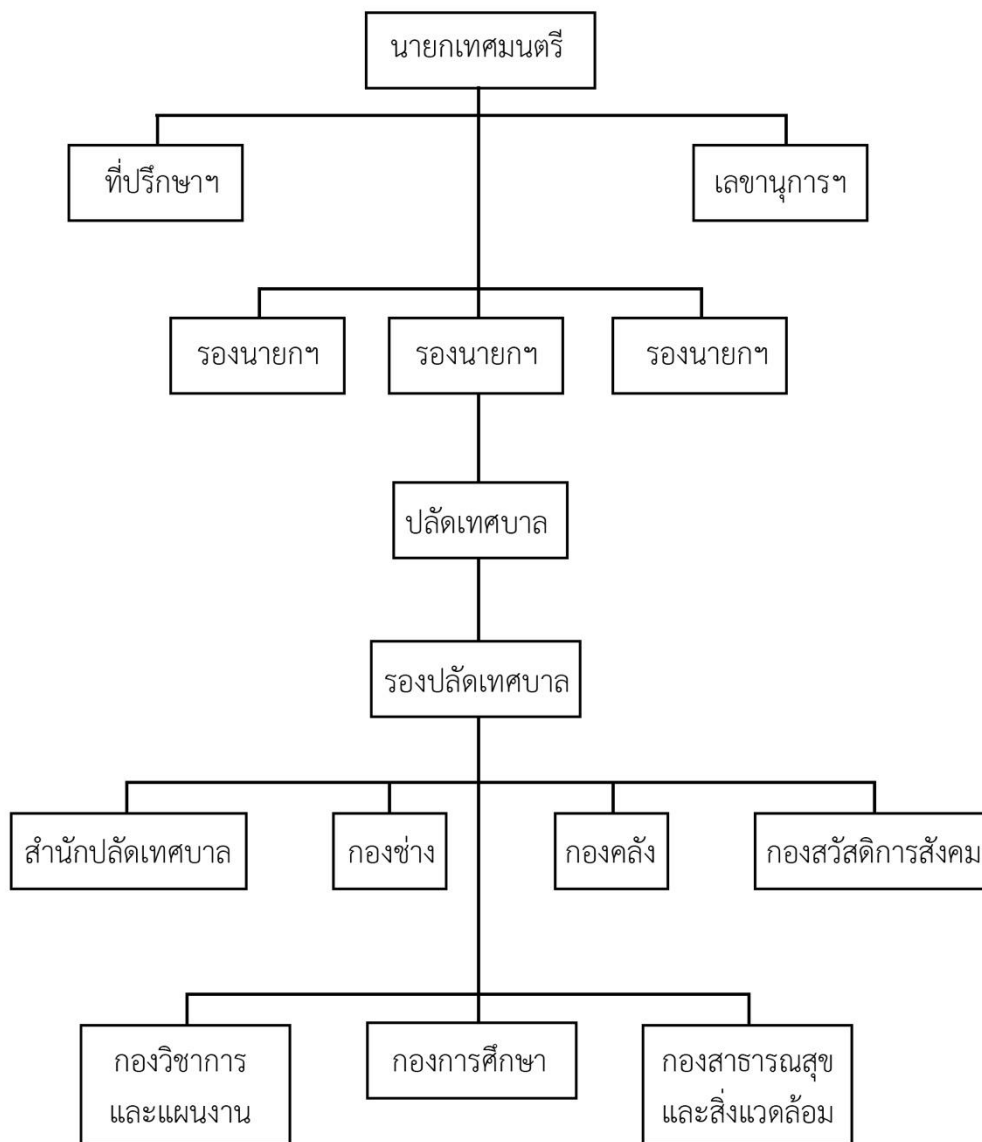 นายกเทศมนตรี
ที่ปรึกษาฯ
เลขานุการฯ
รองนายกฯ
รองนายกฯ
รองนายกฯ
ปลัดเทศบาล
รองปลัดเทศบาล
สำนักปลัดเทศบาล
กองช่าง
กองคลัง
กองสวัสดิการสังคม
กองวิชาการ
และแผนงาน
กองการศึกษา
กองสาธารณสุข
และสิ่งแวดล้อม